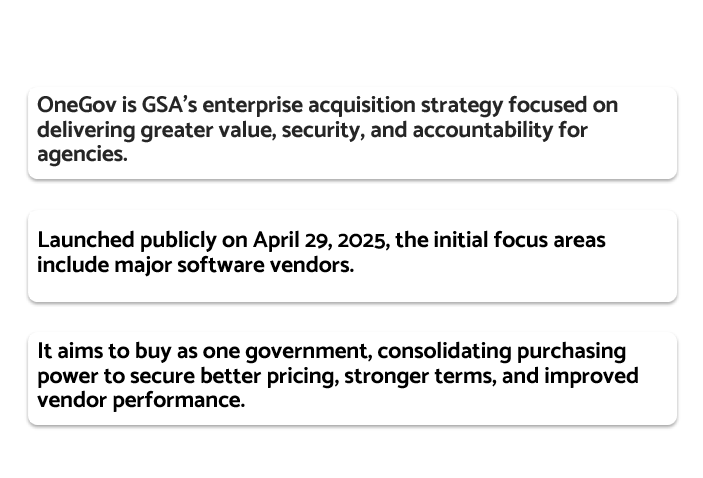 OneGov is GSA’s enterprise acquisition strategy focused on
delivering greater value, security, and accountability for
agencies.
Launched publicly on April 29, 2025, the initial focus areas
include major software vendors.
It aims to buy as one government, consolidating purchasing
power to secure better pricing, stronger terms, and improved
vendor performance.